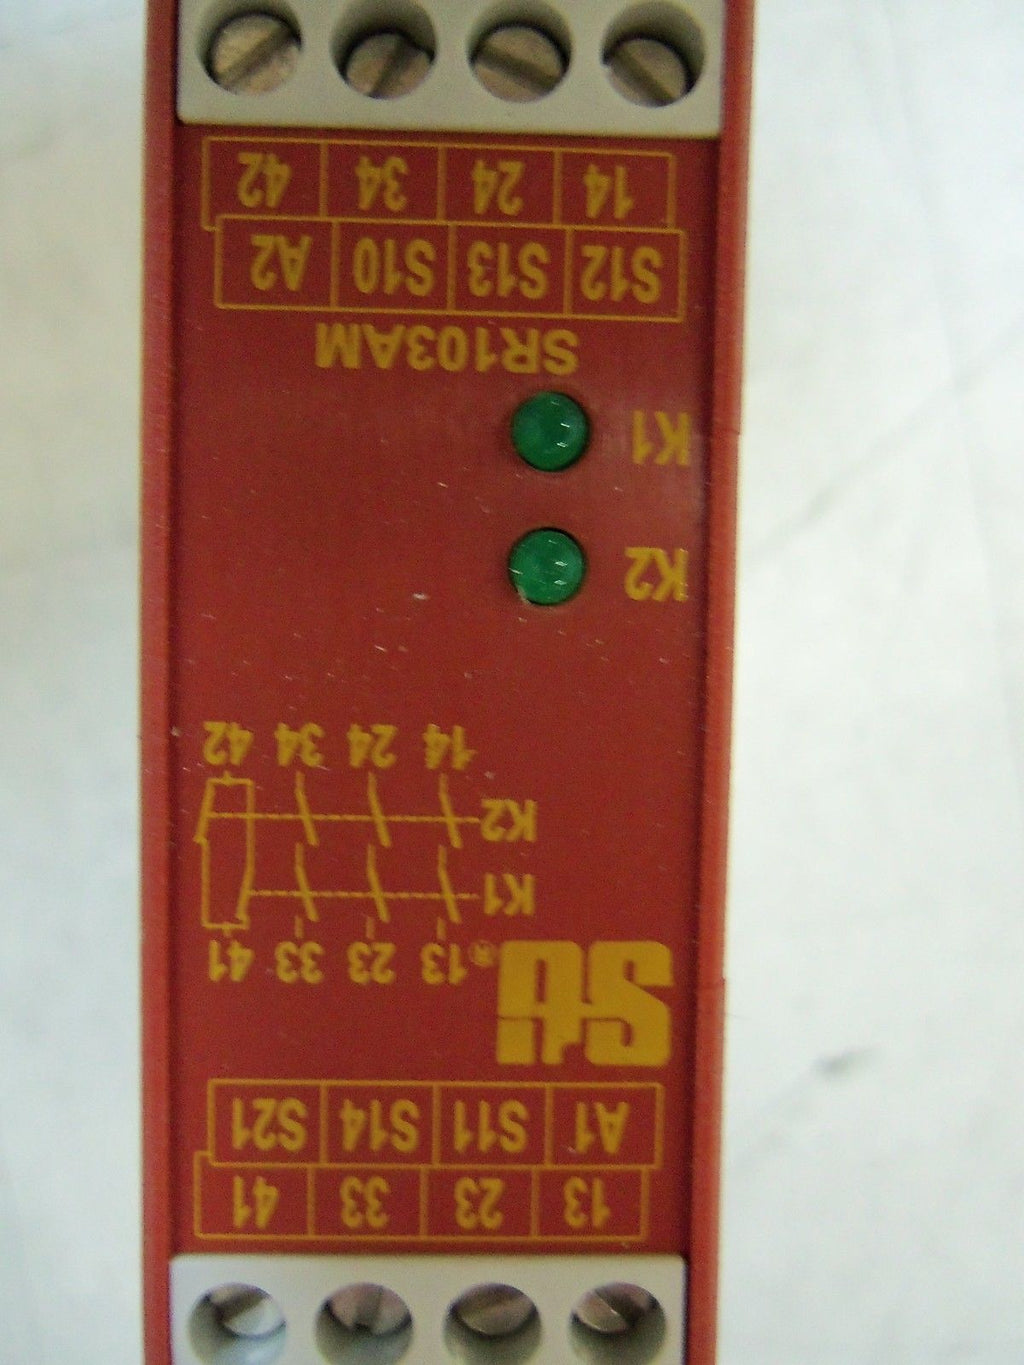 13 23 33 41
A1 S11 S14 S21
STI® 13 23 33 41
K1
K2
14 24 34 42
K2
K1
SR103AM
S12 S13 S10 A2
14 24 34 42